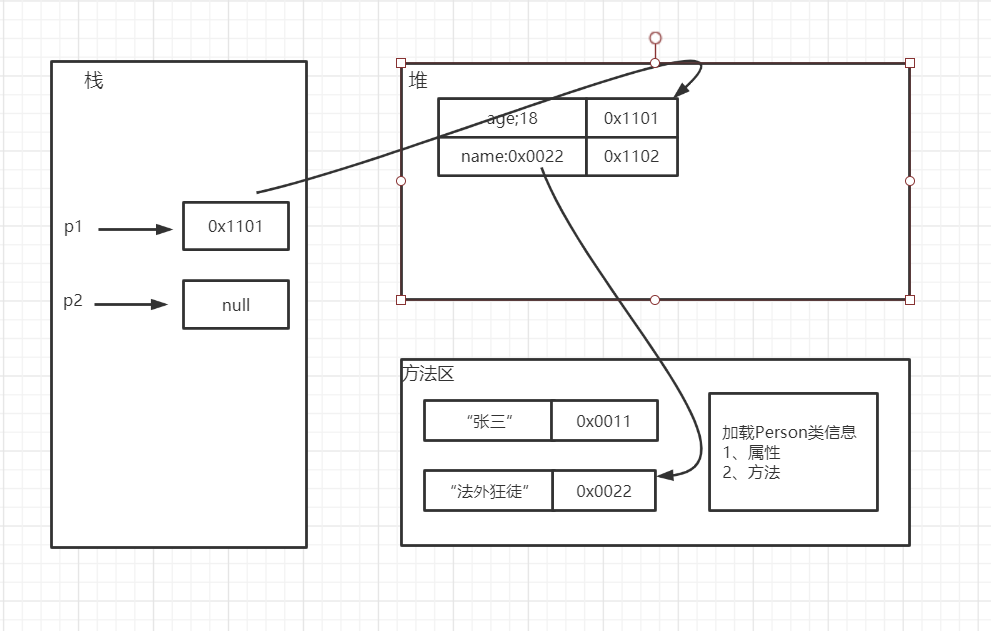 栈
p1
0x1101
p2
null
堆
age;18
0x1101
name:0x0022
0x1102
方法区
“张三”
0x0011
“法外狂徒”
0x0022
加载Person类信息
1、属性
2、方法